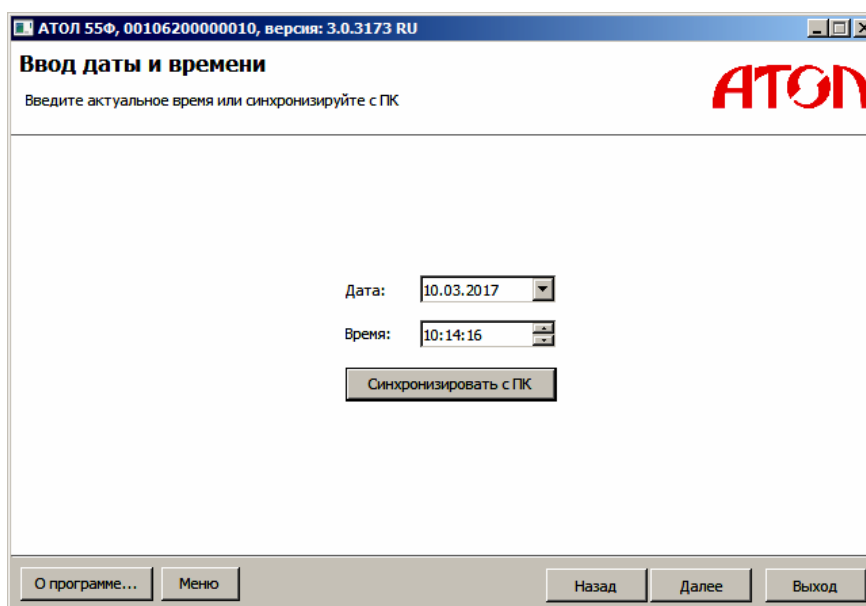 АТОЛ 55Ф, 00106200000010, версия: 3.0.3173 RU
Ввод даты и времени
Введите актуальное время или синхронизируйте с ПК
АТОЛ
Дата: 10.03.2017
Время: 10:14:16
Синхронизировать с ПК
О программе... Меню Назад Далее Выход